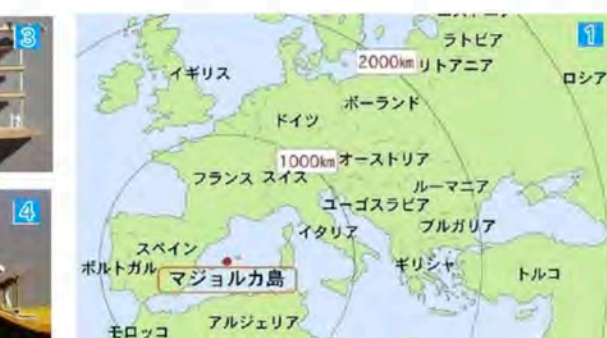 3
1
ラトビア
2000km リトアニア
ロシア
イギリス
ポーランド
ドイツ
1000km オーストリア
フランス スイス
ルーマニア
ユーゴスラビア
ブルガリア
イタリア
4
スペイン
ギリシャ
ポルトガル
トルコ
マジョルカ島
アルジェリア
モロッコ